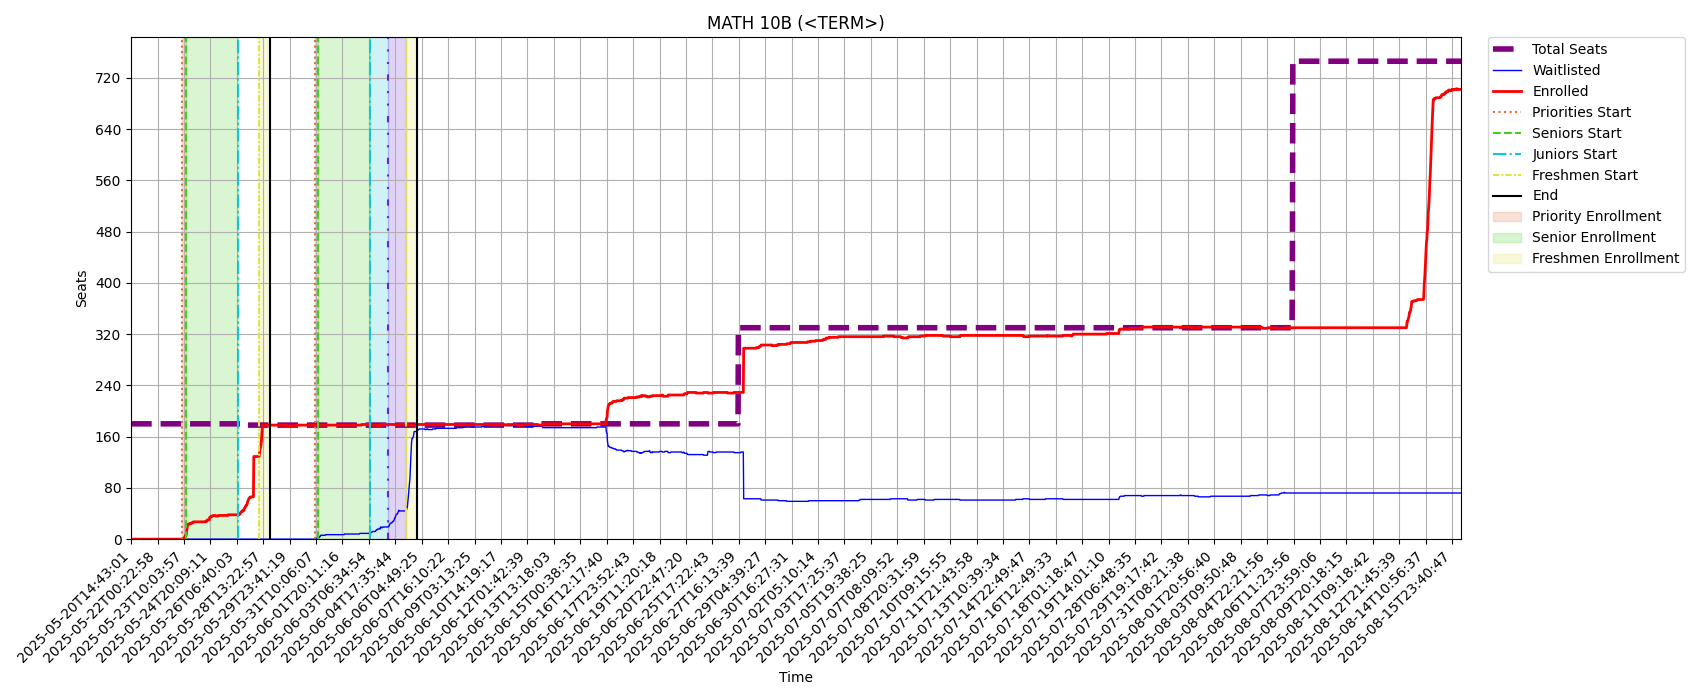 MATH 10B (<TERM>)
Total Seats
Waitlisted
Enrolled
Priorities Start
Seniors Start
Juniors Start
Freshmen Start
End
Priority Enrollment
Senior Enrollment
Freshmen Enrollment
Seats
720
640
560
480
400
320
240
160
80
0
2025-05-20T14:43:01
2025-05-22T00:22:58
2025-05-23T10:03:57
2025-05-24T20:09:11
2025-05-26T06:40:03
2025-05-28T13:22:57
2025-05-29T23:41:19
2025-05-31T10:06:07
2025-06-01T20:11:16
2025-06-03T06:34:54
2025-06-04T17:35:44
2025-06-06T04:49:25
2025-06-07T16:10:22
2025-06-09T03:13:25
2025-06-10T14:19:17
2025-06-12T01:42:39
2025-06-13T13:18:03
2025-06-15T00:38:35
2025-06-16T12:17:40
2025-06-17T23:52:43
2025-06-19T11:20:18
2025-06-20T22:47:20
2025-06-25T17:22:43
2025-06-27T16:13:39
2025-06-29T04:39:27
2025-06-30T16:27:31
2025-07-02T05:10:14
2025-07-03T17:25:37
2025-07-05T19:38:25
2025-07-07T08:09:52
2025-07-08T20:31:59
2025-07-10T09:15:55
2025-07-11T21:43:58
2025-07-13T10:39:34
2025-07-14T22:49:47
2025-07-16T12:49:33
2025-07-18T01:18:47
2025-07-19T14:01:10
2025-07-28T06:48:35
2025-07-29T19:17:42
2025-07-31T08:21:38
2025-08-01T20:56:40
2025-08-03T09:50:48
2025-08-04T22:21:56
2025-08-06T11:23:56
2025-08-07T23:59:06
2025-08-09T20:18:15
2025-08-11T09:18:42
2025-08-12T21:45:39
2025-08-14T10:56:37
2025-08-15T23:40:47
Time